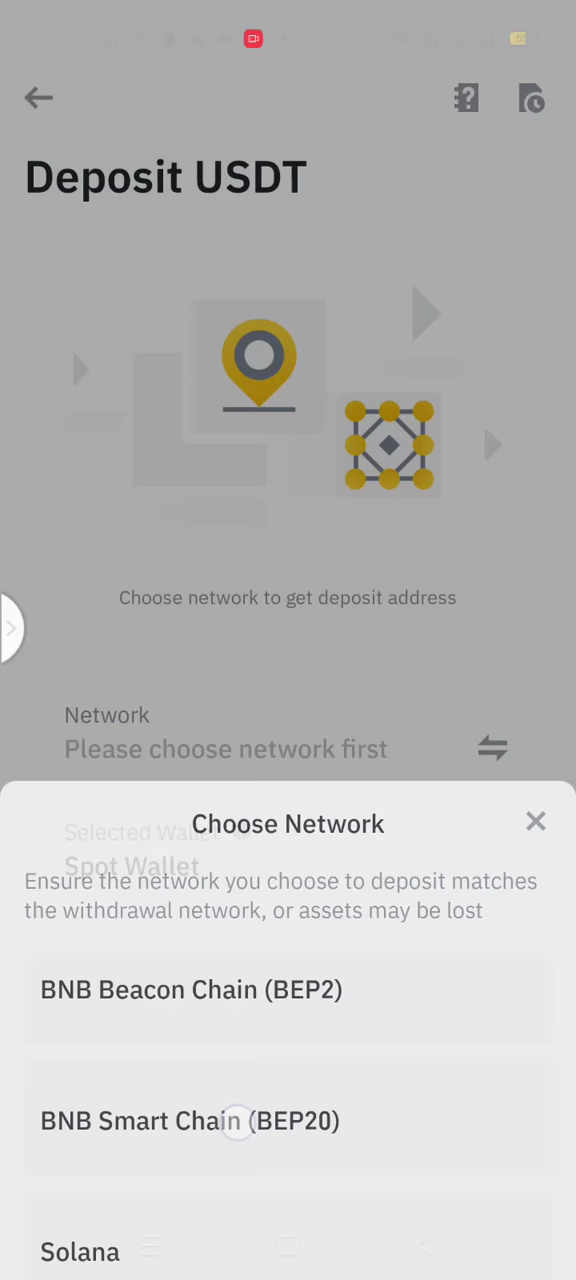 Deposit USDT
Choose network to get deposit address
Network
Please choose network first
Choose Network
Selected Wallet
Spot Wallet
Ensure the network you choose to deposit matches
the withdrawal network, or assets may be lost
BNB Beacon Chain (BEP2)
BNB Smart Chain (BEP20)
Solana